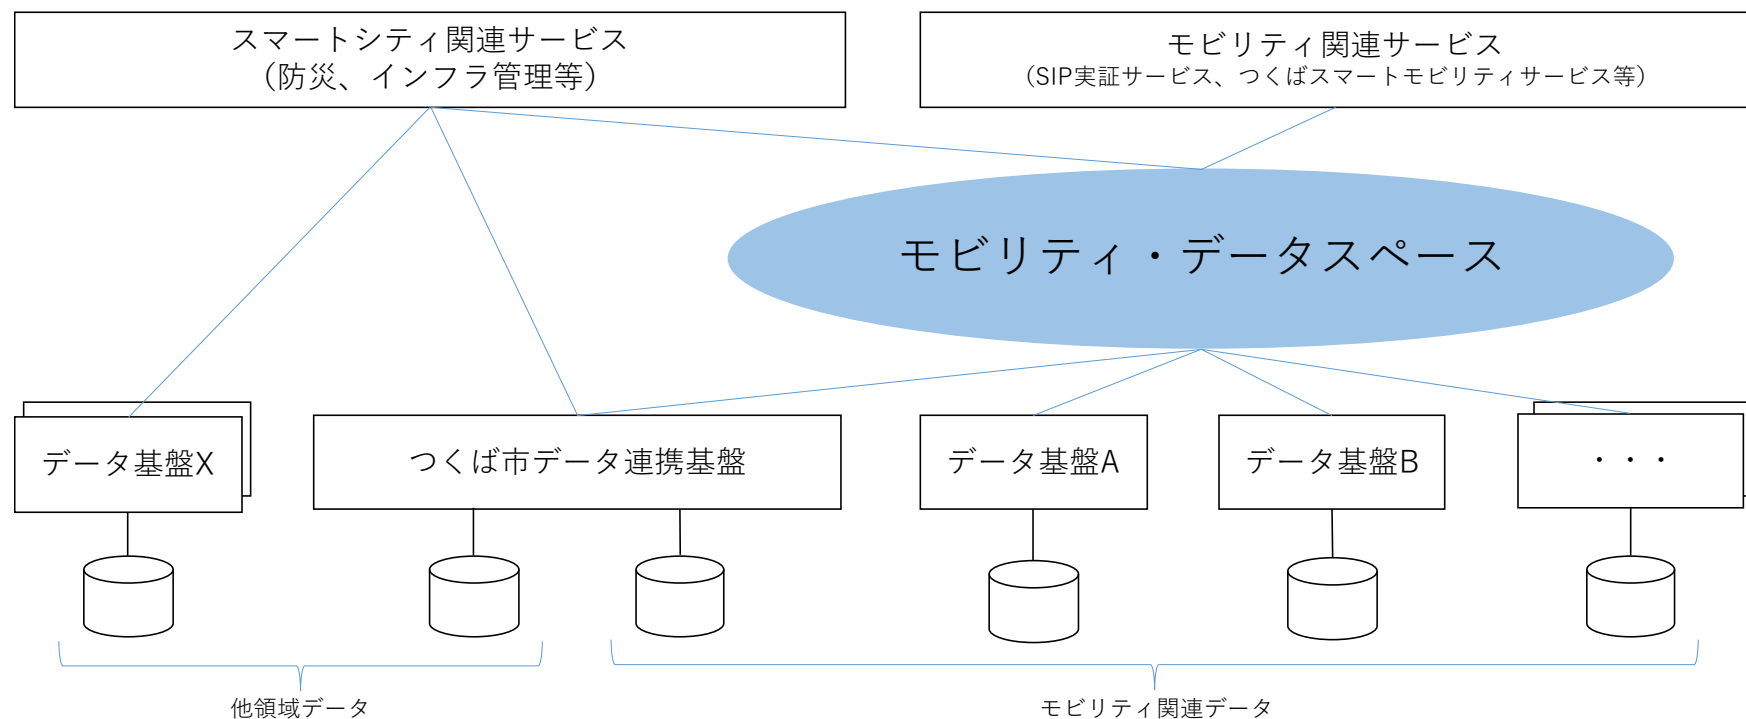 スマートシティ関連サービス
（防災、インフラ管理等）
モビリティ関連サービス
（SIP実証サービス、つくばスマートモビリティサービス等）
モビリティ・データスペース
データ基盤X
つくば市データ連携基盤
データ基盤A
データ基盤B
・・・
他領域データ
モビリティ関連データ